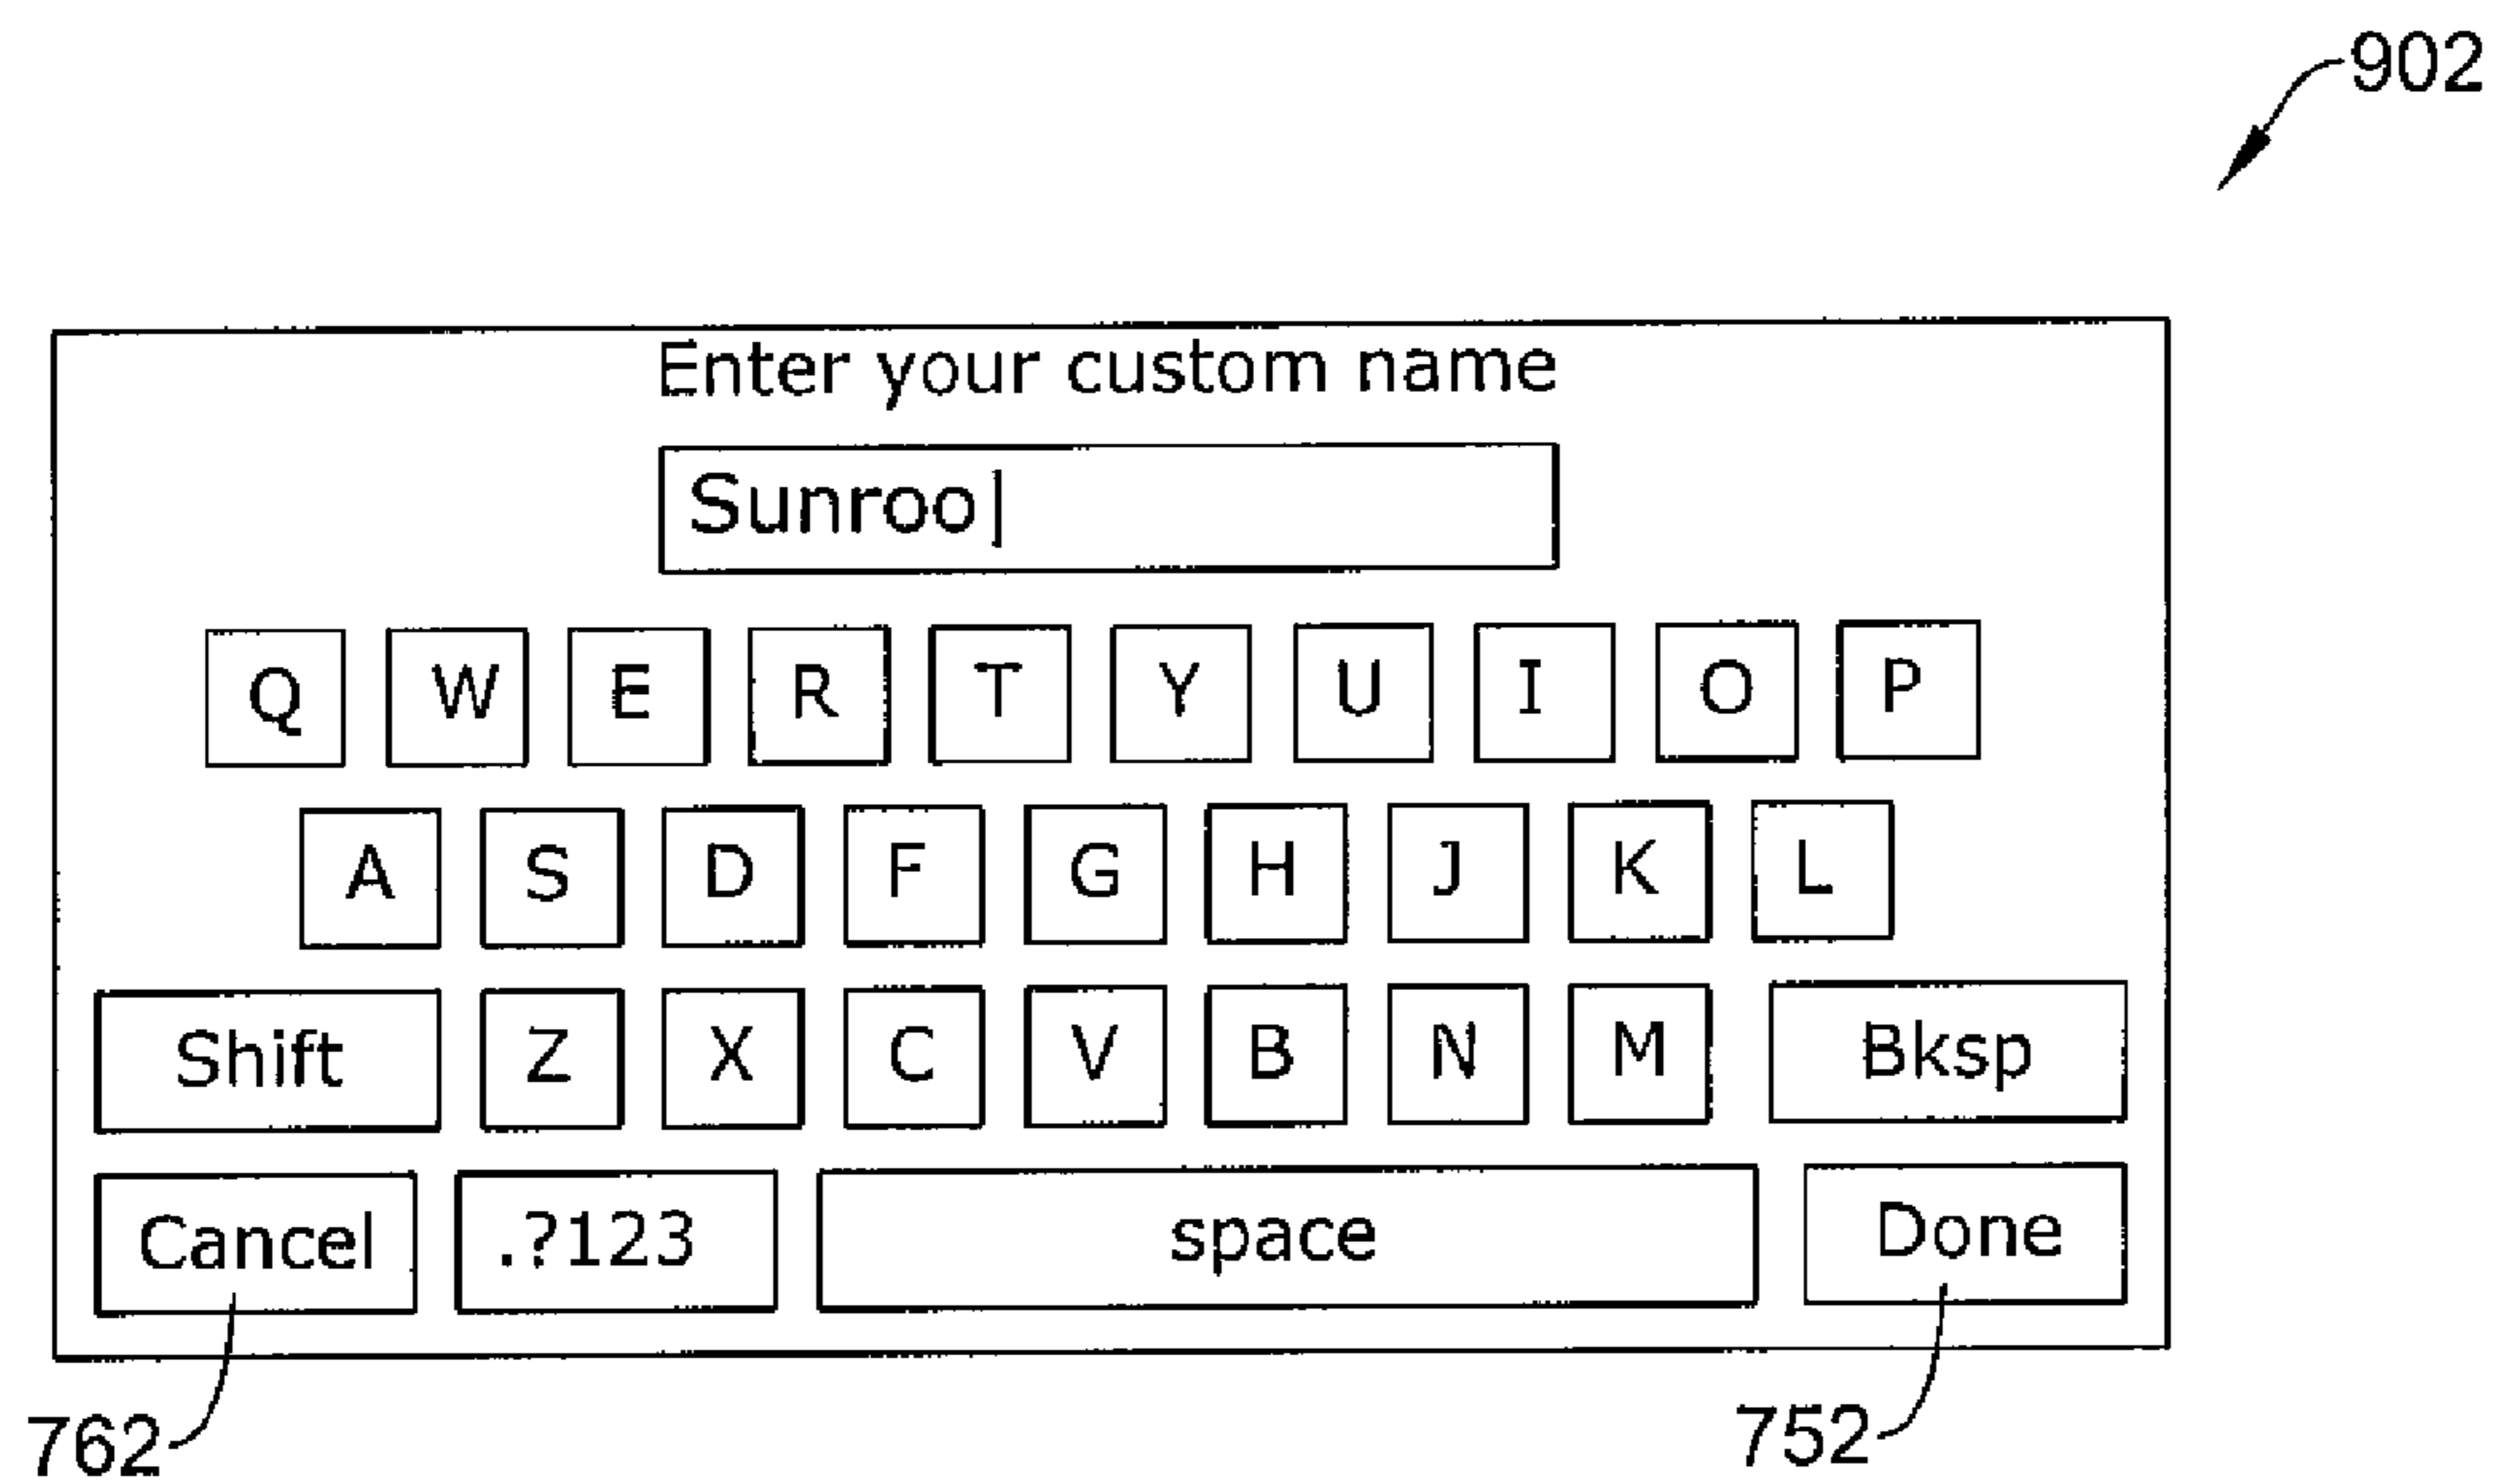 902
Enter your custom name
Sunroo
Q W E R T Y U I O P
A S D F G H J K L
Shift Z X C V B N M Bksp
Cancel .?123 space Done
762 752